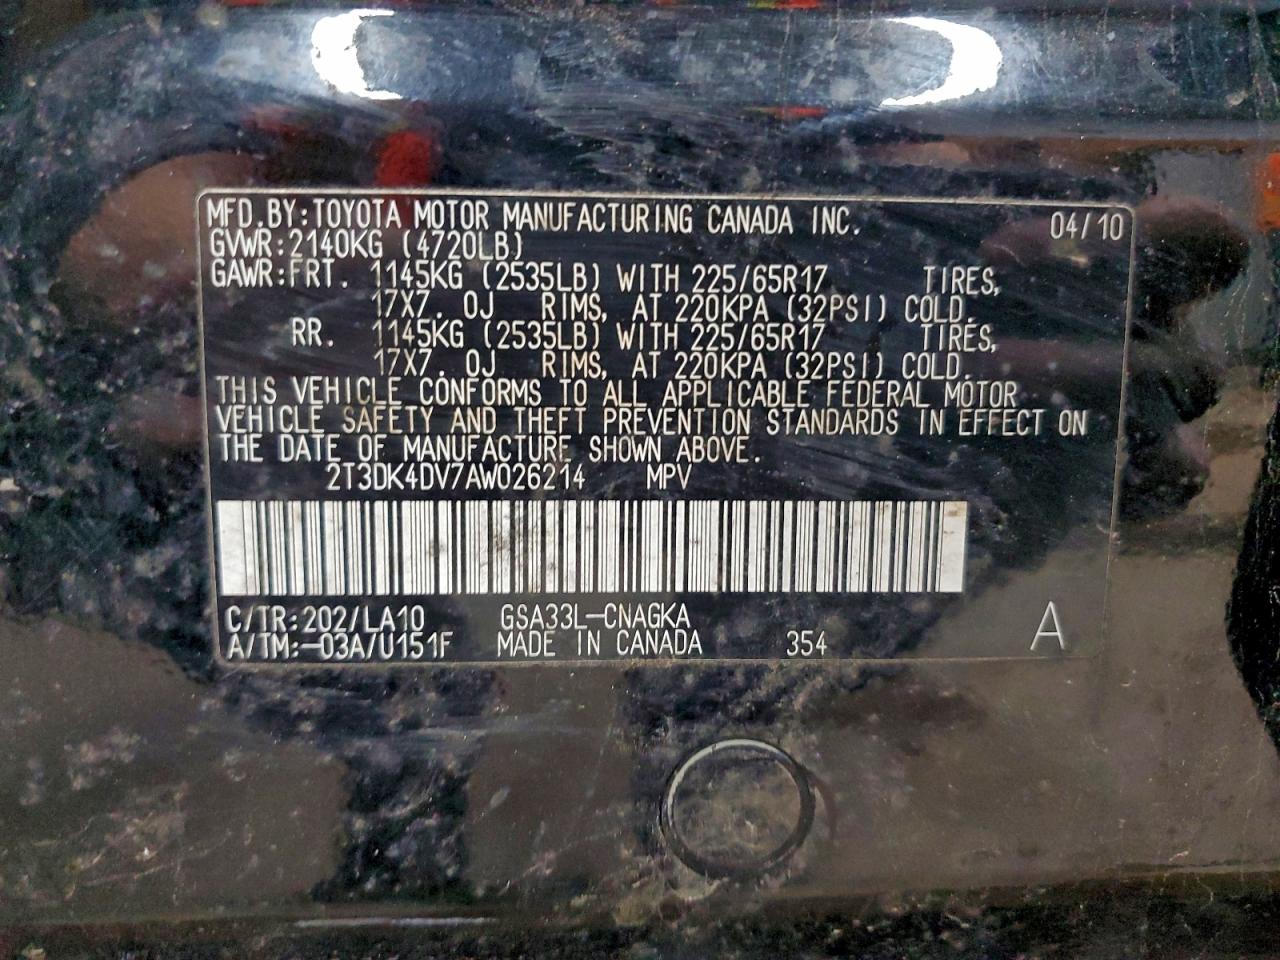 MFD.BY:TOYOTA MOTOR MANUFACTURING CANADA INC. 04/10
GVWR:2140KG (4720LB)
GAWR:FRT. 1145KG (2535LB) WITH 225/65R17 TIRES,
17X7. 0J RIMS, AT 220KPA (32PSI) COLD.
RR. 1145KG (2535LB) WITH 225/65R17 TIRES,
17X7. 0J RIMS, AT 220KPA (32PSI) COLD.
THIS VEHICLE CONFORMS TO ALL APPLICABLE FEDERAL MOTOR
VEHICLE SAFETY AND THEFT PREVENTION STANDARDS IN EFFECT ON
THE DATE OF MANUFACTURE SHOWN ABOVE.
2T3DK4DV7AW026214 MPV
C/TR:202/LA10 GSA33L-CNAGKA
A/TM:-03A/U151F MADE IN CANADA 354 A